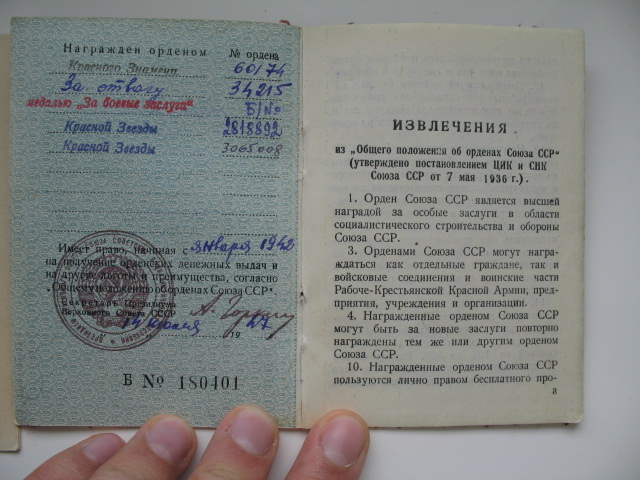 Награжден орденом № ордена
Красного Знамени 60174
За отвагу 34215
медалью „За боевые заслуги" Б/№
Красной Звезды 2818892
Красной Звезды 3065008
Имеет право, начиная с января 1942
на получение орденских денежных выдач и
на другие льготы и преимущества, согласно
„Общему положению об орденах Союза ССР"
Секретарь Президиума
Верховного Совета СССР
14 июля 1947
Б № 180401
ИЗВЛЕЧЕНИЯ
из „Общего положения об орденах Союза ССР"
(утверждено постановлением ЦИК и СНК
Союза ССР от 7 мая 1936 г.).
1. Орден Союза ССР является высшей
наградой за особые заслуги в области
социалистического строительства и обороны
Союза ССР.
3. Орденами Союза ССР могут награ-
ждаться как отдельные граждане, так и
войсковые соединения и воинские части
Рабоче-Крестьянской Красной Армии, пред-
приятия, учреждения и организации.
4. Награжденные орденом Союза ССР
могут быть за новые заслуги повторно
награждены тем же или другим орденом
Союза ССР.
10. Награжденные орденом Союза ССР
пользуются лично правом бесплатного про-
3